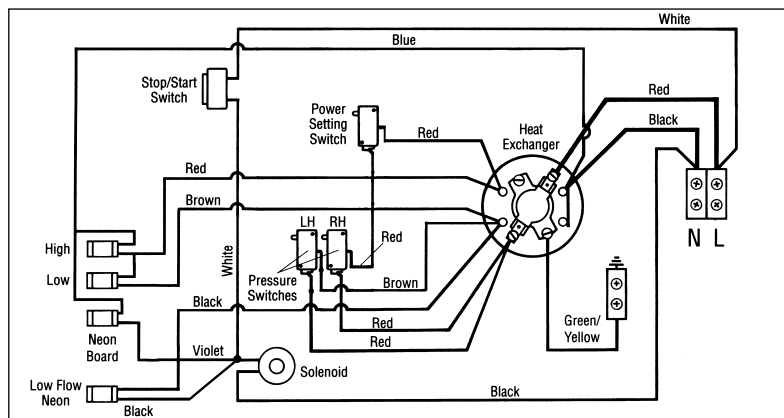 White
Blue
Stop/Start
Switch
Power
Setting
Switch
Red
Heat
Exchanger
Red
Black
Red
Brown
LH RH
Red
N L
High
Low
White
Pressure
Switches
Brown
Black
Red
Red
Green/
Yellow
Neon
Board
Violet
Solenoid
Low Flow
Neon
Black
Black